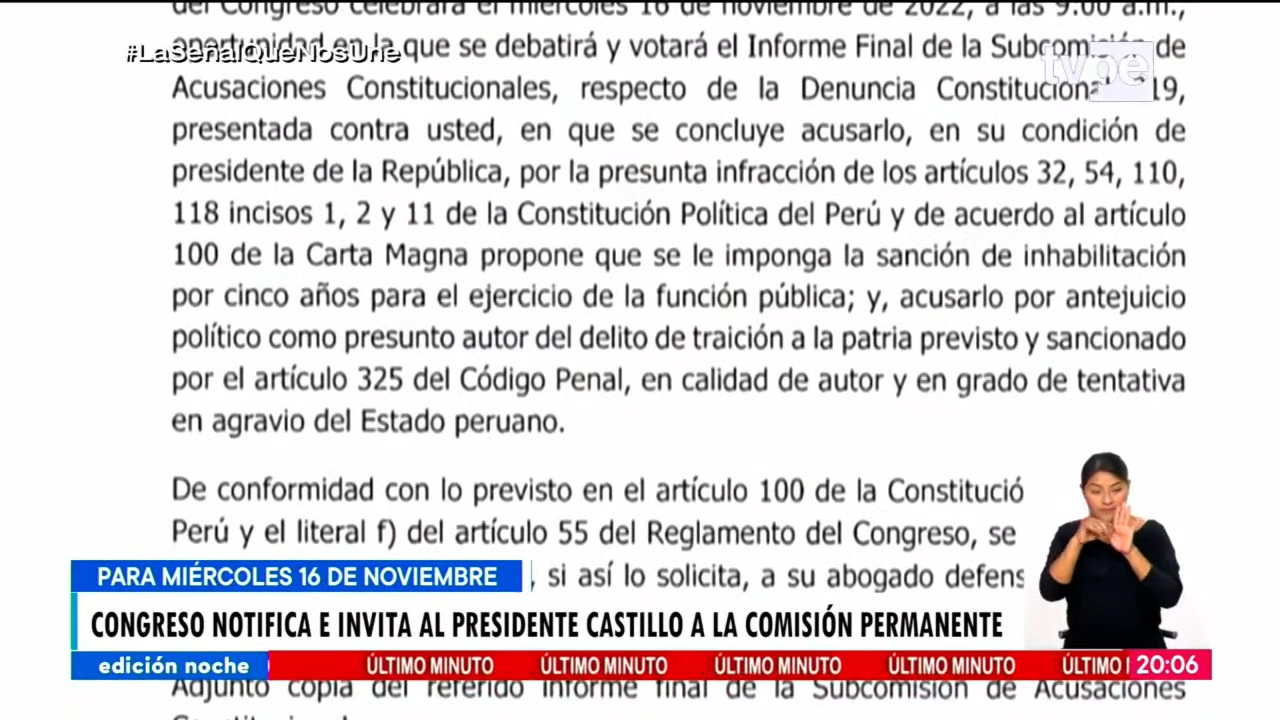 del Congreso celebrará el miércoles 16 de noviembre de 2022, a las 9:00 a.m.,
#LaSeñalQueNosUne
oportunidad en la que se debatirá y votará el Informe Final de la Subcomisión de
tvpe
Acusaciones Constitucionales, respecto de la Denuncia Constitucional 19,
presentada contra usted, en que se concluye acusarlo, en su condición de
presidente de la República, por la presunta infracción de los artículos 32, 54, 110,
118 incisos 1, 2 y 11 de la Constitución Política del Perú y de acuerdo al artículo
100 de la Carta Magna propone que se le imponga la sanción de inhabilitación
por cinco años para el ejercicio de la función pública; y, acusarlo por antejuicio
político como presunto autor del delito de traición a la patria previsto y sancionado
por el artículo 325 del Código Penal, en calidad de autor y en grado de tentativa
en agravio del Estado peruano.
De conformidad con lo previsto en el artículo 100 de la Constitució
Perú y el literal f) del artículo 55 del Reglamento del Congreso, se
, si así lo solicita, a su abogado defens
PARA MIÉRCOLES 16 DE NOVIEMBRE
CONGRESO NOTIFICA E INVITA AL PRESIDENTE CASTILLO A LA COMISIÓN PERMANENTE
edición noche ÚLTIMO MINUTO ÚLTIMO MINUTO ÚLTIMO MINUTO ÚLTIMO MINUTO ÚLTIMO 20:06
Adjunto copia del referido Informe final de la Subcomisión de Acusaciones